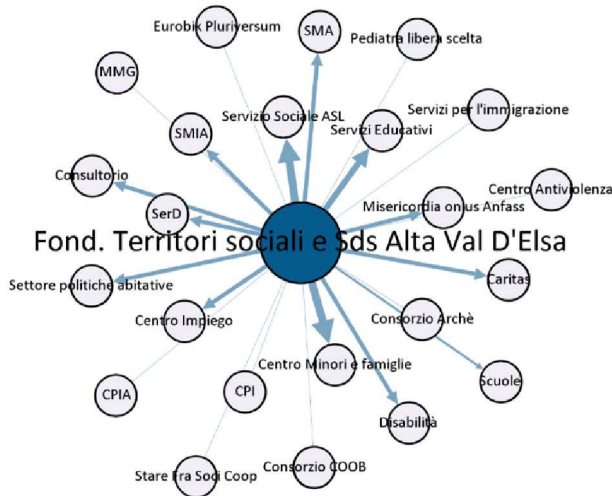 Eurobik Pluriversum
SMA
Pediatra libera scelta
MMG
Servizio Sociale ASL
Servizi per l'immigrazione
SMIA
Servizi Educativi
Consultorio
Centro Antiviolenza
SerD
Misericordia onlus Anfass
Fond. Territori sociali e Sds Alta Val D'Elsa
Settore politiche abitative
Caritas
Centro Impiego
Consorzio Archè
Centro Minori e famiglie
Scuole
CPIA
CPI
Disabilità
Stare Fra Sodi Coop
Consorzio COOB